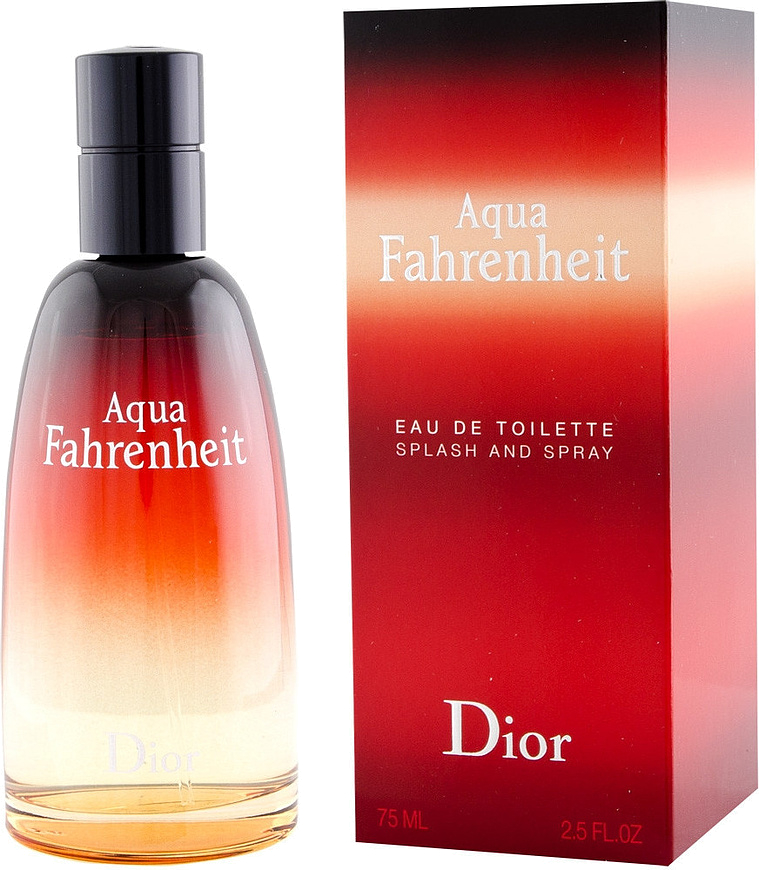 Aqua
Fahrenheit
Dior
Aqua
Fahrenheit
EAU DE TOILETTE
SPLASH AND SPRAY
Dior
75 ML
2.5 FL.OZ